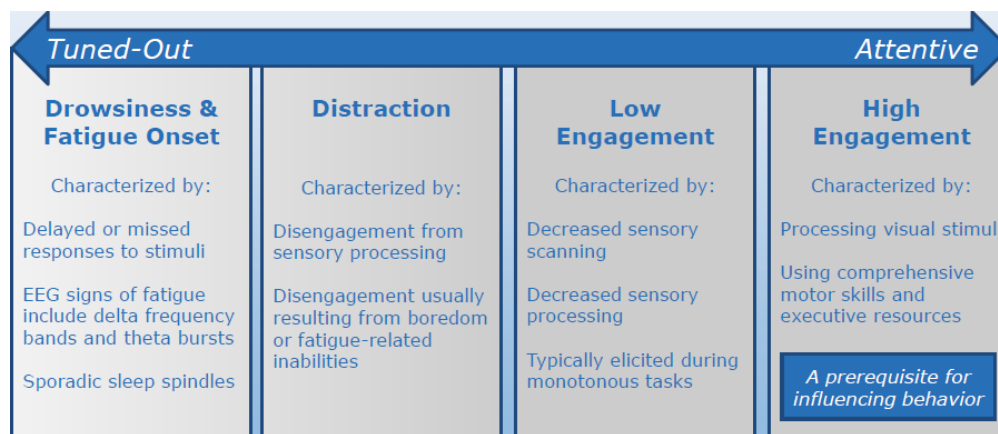 Tuned-Out
Attentive
Drowsiness &
Fatigue Onset
Characterized by:
Delayed or missed
responses to stimuli
EEG signs of fatigue
include delta frequency
bands and theta bursts
Sporadic sleep spindles
Distraction
Characterized by:
Disengagement from
sensory processing
Disengagement usually
resulting from boredom
or fatigue-related
inabilities
Low
Engagement
Characterized by:
Decreased sensory
scanning
Decreased sensory
processing
Typically elicited during
monotonous tasks
High
Engagement
Characterized by:
Processing visual stimul
Using comprehensive
motor skills and
executive resources
A prerequisite for
influencing behavior